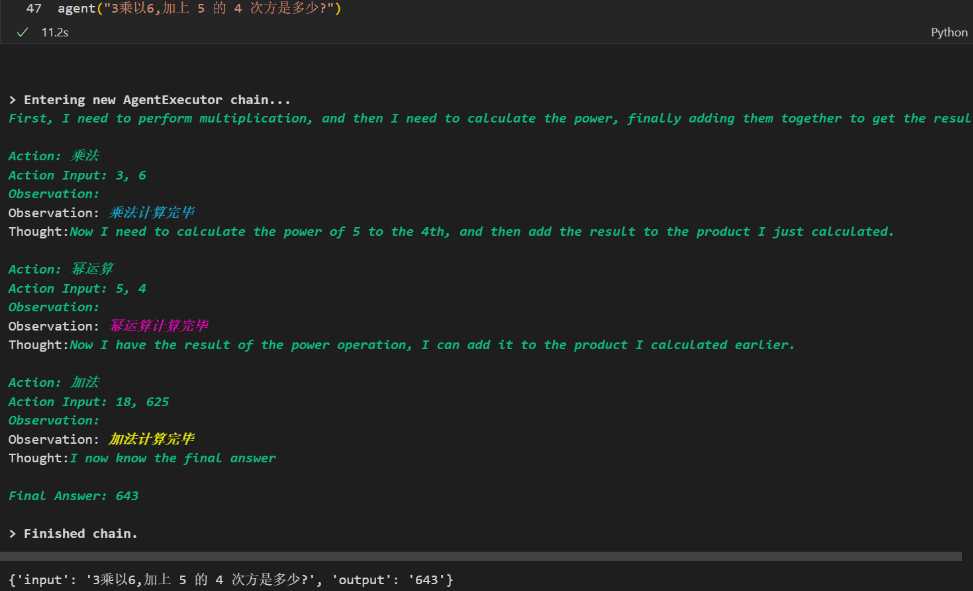 47 agent("3乘以6,加上 5 的 4 次方是多少?")
✓ 11.2s Python
> Entering new AgentExecutor chain...
First, I need to perform multiplication, and then I need to calculate the power, finally adding them together to get the resul
Action: 乘法
Action Input: 3, 6
Observation:
Observation: 乘法计算完毕
Thought:Now I need to calculate the power of 5 to the 4th, and then add the result to the product I just calculated.
Action: 幂运算
Action Input: 5, 4
Observation:
Observation: 幂运算计算完毕
Thought:Now I have the result of the power operation, I can add it to the product I calculated earlier.
Action: 加法
Action Input: 18, 625
Observation:
Observation: 加法计算完毕
Thought:I now know the final answer
Final Answer: 643
> Finished chain.
{'input': '3乘以6,加上 5 的 4 次方是多少?', 'output': '643'}